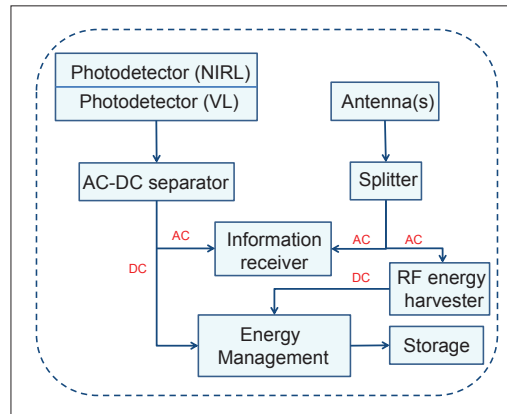 Photodetector (NIRL)
Photodetector (VL)
Antenna(s)
AC-DC separator
Splitter
AC
Information
receiver
AC
AC
DC
DC
RF energy
harvester
Energy
Management
Storage